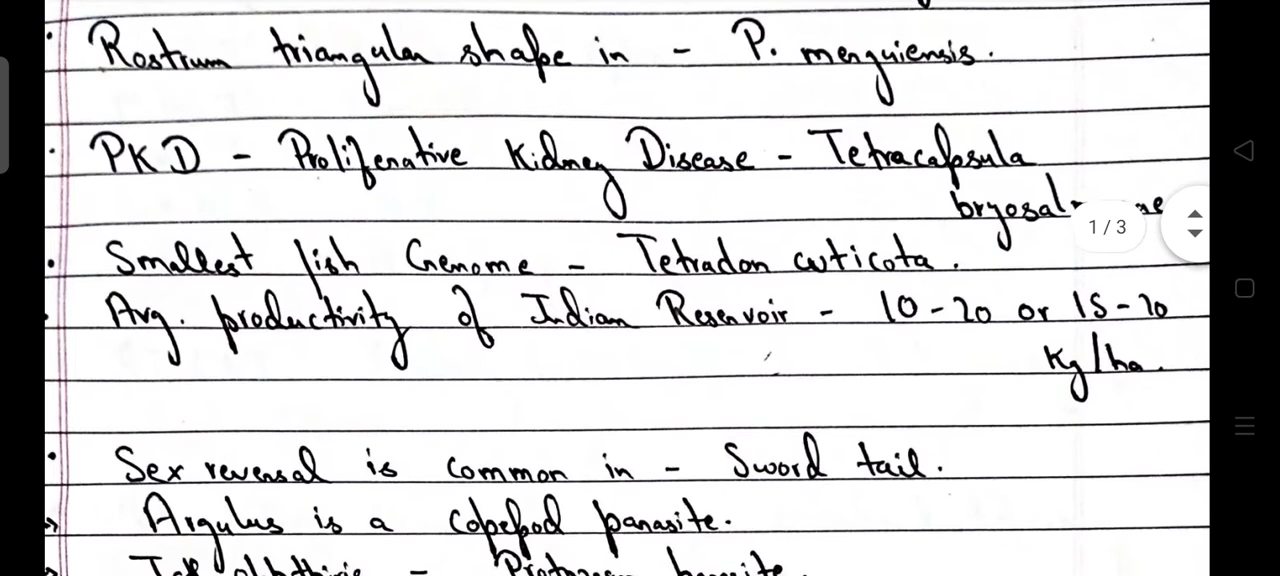 Rostrum triangular shape in - P. merguiensis.
PKD - Proliferative Kidney Disease - Tetracapsula
1/3
Smallest fish Genome - Tetradon cuticota.
Avg. productivity of Indian Reservoir - 10-20 or 15-20
Kg/ha.
Sex reversal is common in - Sword tail.
Argulus is a copepod parasite.